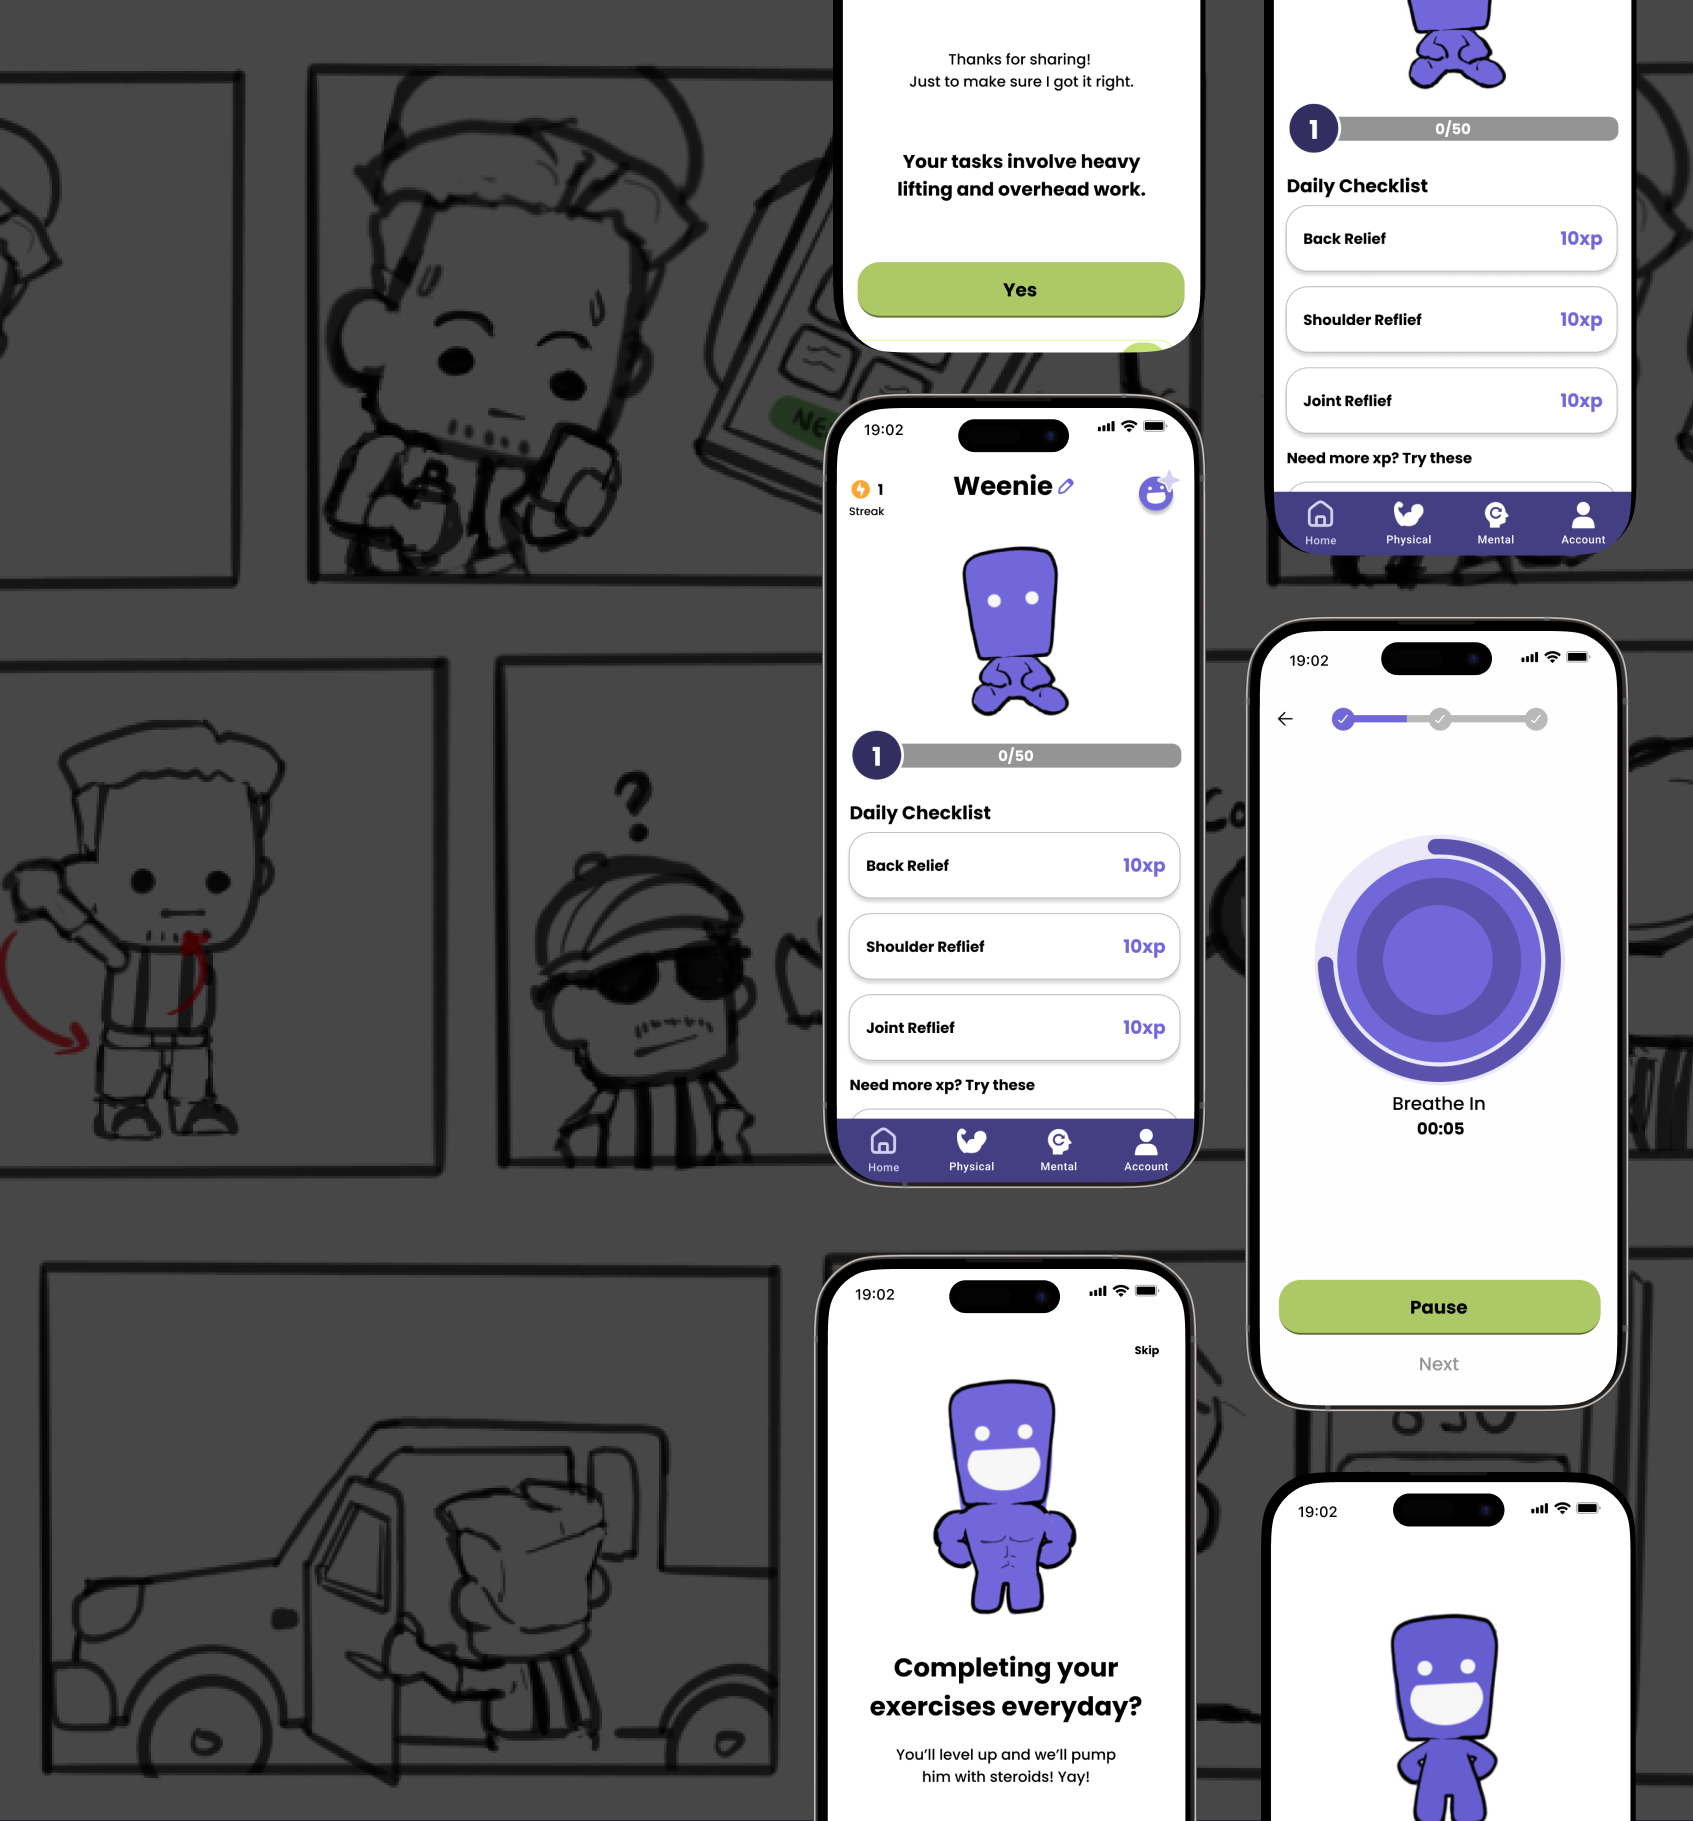 Thanks for sharing!
Just to make sure I got it right.
Your tasks involve heavy
lifting and overhead work.
Yes
1
0/50
Daily Checklist
Back Relief 10xp
Shoulder Reflief 10xp
Joint Reflief 10xp
Need more xp? Try these
Home Physical Mental Account
NE
?
19:02
1
Streak
Weenie
1
0/50
Daily Checklist
Back Relief 10xp
Shoulder Reflief 10xp
Joint Reflief 10xp
Need more xp? Try these
Home Physical Mental Account
19:02
Breathe In
00:05
Pause
Next
19:02
Skip
Completing your
exercises everyday?
You'll level up and we'll pump
him with steroids! Yay!
19:02